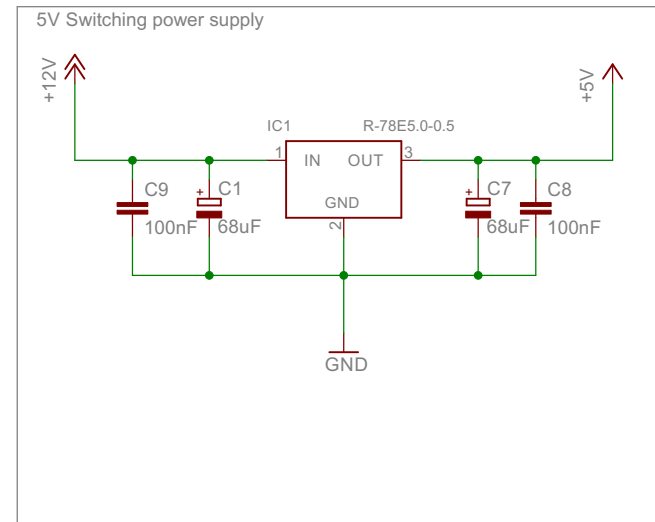 5V Switching power supply
+12V
+5V
IC1
R-78E5.0-0.5
1
IN
OUT
3
GND
2
C9
100nF
+
C1
68uF
+
C7
68uF
C8
100nF
GND